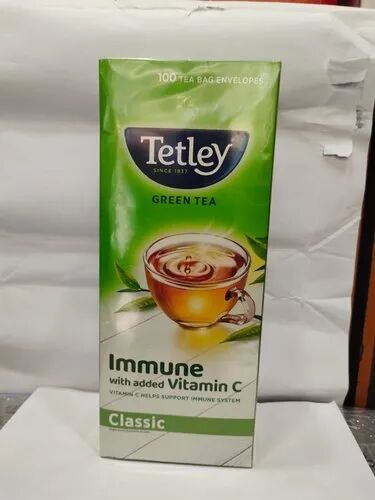 100 TEA BAG ENVELOPES
Tetley
SINCE 1837
GREEN TEA
Immune
with added Vitamin C
VITAMIN C HELPS SUPPORT IMMUNE SYSTEM
Classic